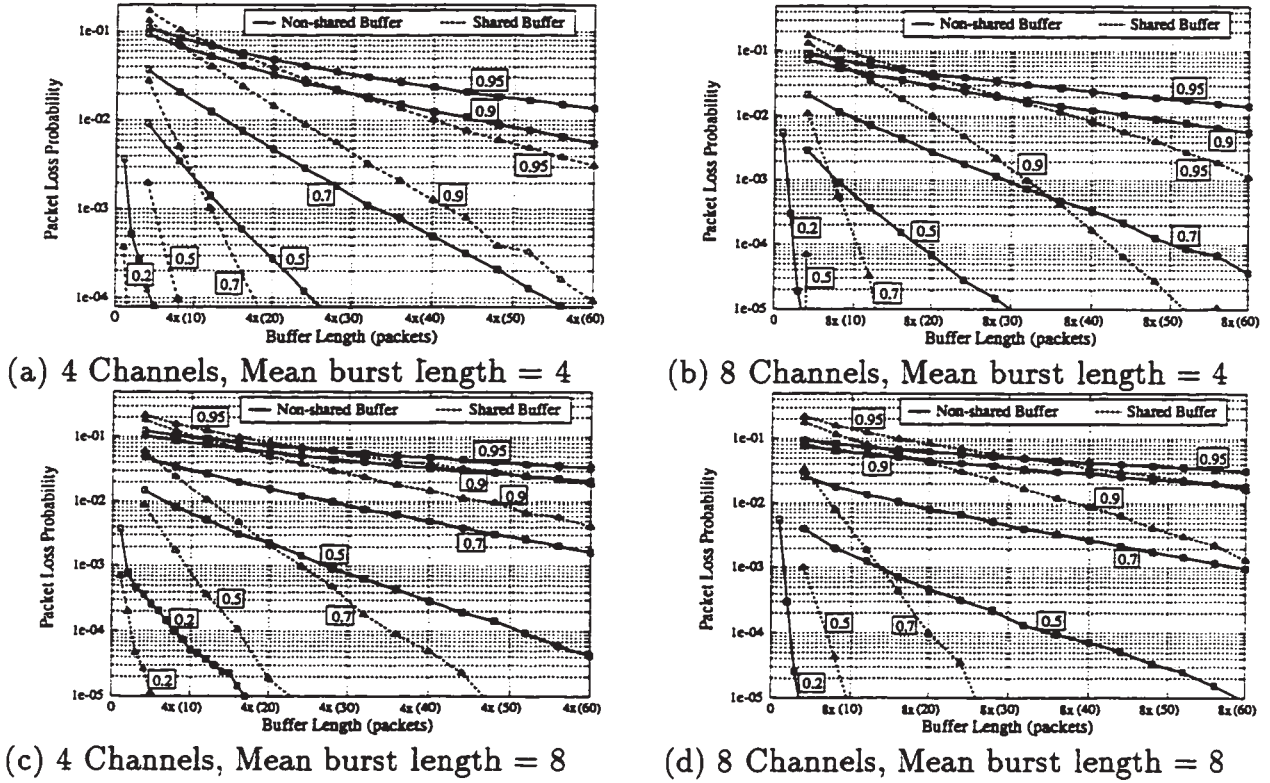 Non-shared Buffer Shared Buffer
Packet Loss Probability
1e-01
1e-02
1e-03
1e-04
0.95
0.9
0.95
0.9
0.7
0.5
0.7
0.5
0.2
0 4x(10) 4x(20) 4x(30) 4x(40) 4x(50) 4x(60)
Buffer Length (packets)
(a) 4 Channels, Mean burst length = 4
Non-shared Buffer Shared Buffer
Packet Loss Probability
1e-01
1e-02
1e-03
1e-04
1e-05
0.95
0.9
0.9
0.95
0.2
0.5
0.7
0.5
0.7
0 8x(10) 8x(20) 8x(30) 8x(40) 8x(50) 8x(60)
Buffer Length (packets)
(b) 8 Channels, Mean burst length = 4
Non-shared Buffer Shared Buffer
Packet Loss Probability
1e-01
1e-02
1e-03
1e-04
1e-05
0.95
0.95
0.9
0.9
0.7
0.5
0.5
0.2
0.7
0.2
0 4x(10) 4x(20) 4x(30) 4x(40) 4x(50) 4x(60)
Buffer Length (packets)
(c) 4 Channels, Mean burst length = 8
Non-shared Buffer Shared Buffer
Packet Loss Probability
1e-01
1e-02
1e-03
1e-04
1e-05
0.95
0.95
0.9
0.9
0.7
0.5
0.5
0.7
0.2
0 8x(10) 8x(20) 8x(30) 8x(40) 8x(50) 8x(60)
Buffer Length (packets)
(d) 8 Channels, Mean burst length = 8